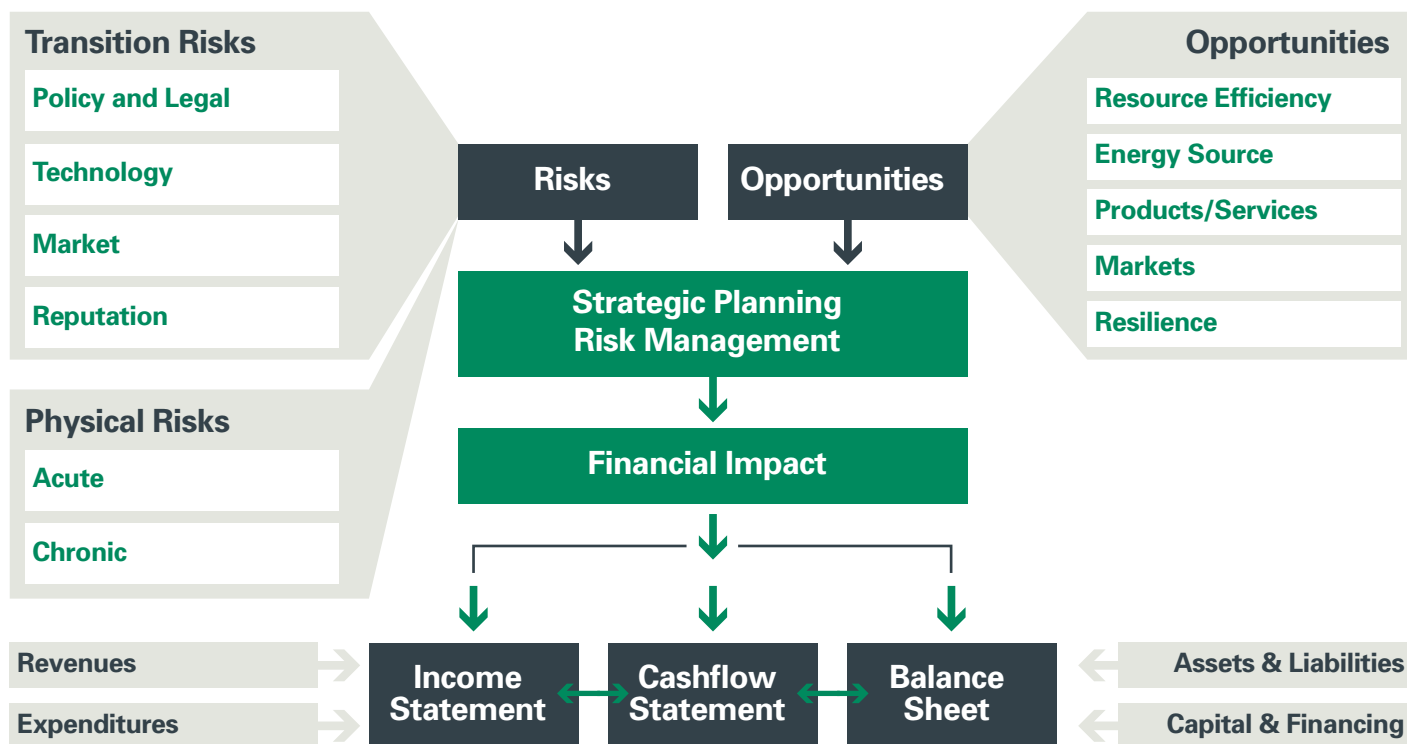 Transition Risks
Policy and Legal
Technology
Market
Reputation
Physical Risks
Acute
Chronic
Risks
Opportunities
Strategic Planning
Risk Management
Financial Impact
Opportunities
Resource Efficiency
Energy Source
Products/Services
Markets
Resilience
Revenues
Expenditures
Income
Statement
Cashflow
Statement
Balance
Sheet
Assets & Liabilities
Capital & Financing